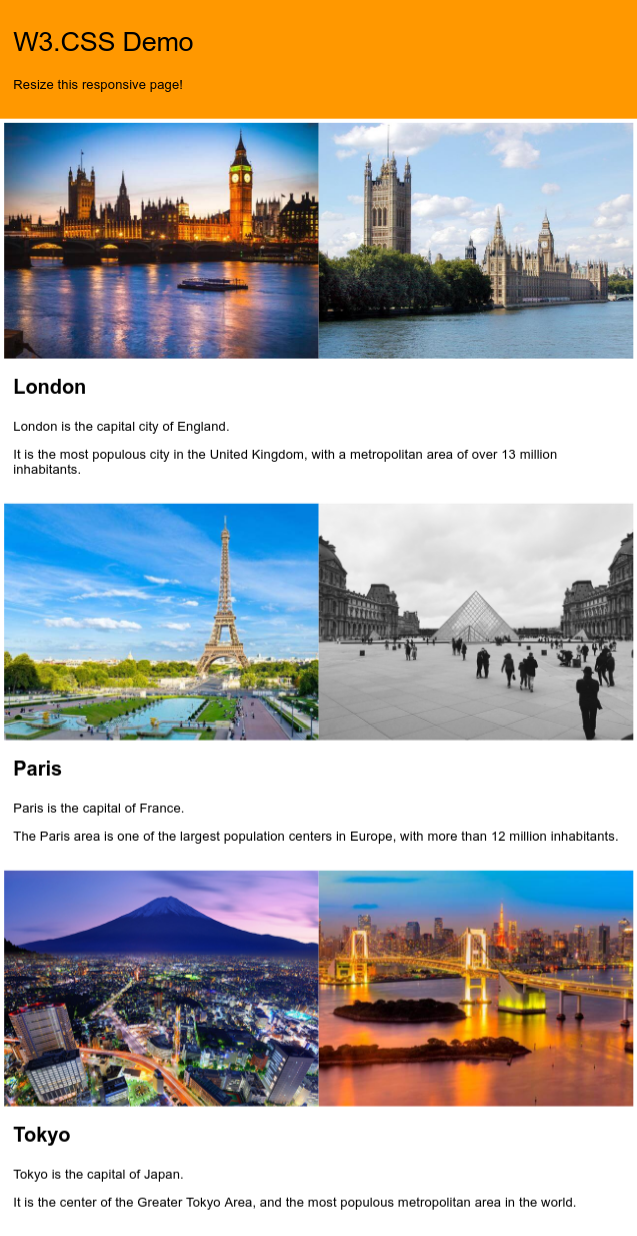 W3.CSS Demo
Resize this responsive page!
London
London is the capital city of England.
It is the most populous city in the United Kingdom, with a metropolitan area of over 13 million
inhabitants.
Paris
Paris is the capital of France.
The Paris area is one of the largest population centers in Europe, with more than 12 million inhabitants.
Tokyo
Tokyo is the capital of Japan.
It is the center of the Greater Tokyo Area, and the most populous metropolitan area in the world.